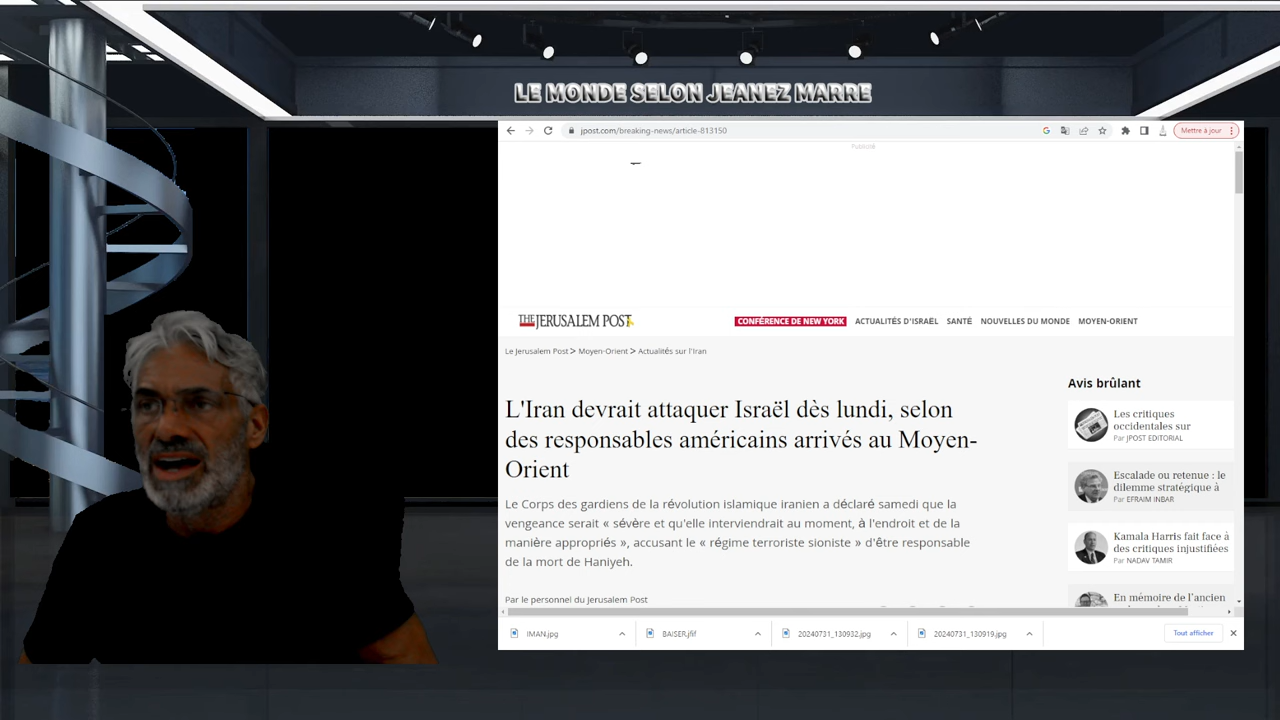 LE MONDE SELON JEANEZ MARRE
jpost.com/breaking-news/article-813150
Mettre à jour
Publicité
THE JERUSALEM POST
CONFÉRENCE DE NEW YORK
ACTUALITÉS D'ISRAËL
SANTÉ
NOUVELLES DU MONDE
MOYEN-ORIENT
Le Jerusalem Post > Moyen-Orient > Actualités sur l'Iran
L'Iran devrait attaquer Israël dès lundi, selon
des responsables américains arrivés au Moyen-
Orient
Le Corps des gardiens de la révolution islamique iranien a déclaré samedi que la
vengeance serait « sévère et qu'elle interviendrait au moment, à l'endroit et de la
manière appropriés », accusant le « régime terroriste sioniste » d'être responsable
de la mort de Haniyeh.
Par le personnel du Jerusalem Post
Avis brûlant
Les critiques
occidentales sur
Par JPOST EDITORIAL
Escalade ou retenue : le
dilemme stratégique à
Par EFRAIM INBAR
Kamala Harris fait face à
des critiques injustifiées
Par NADAV TAMIR
En mémoire de l'ancien
IMAN.jpg
BAISER.jfif
20240731_130932.jpg
20240731_130919.jpg
Tout afficher